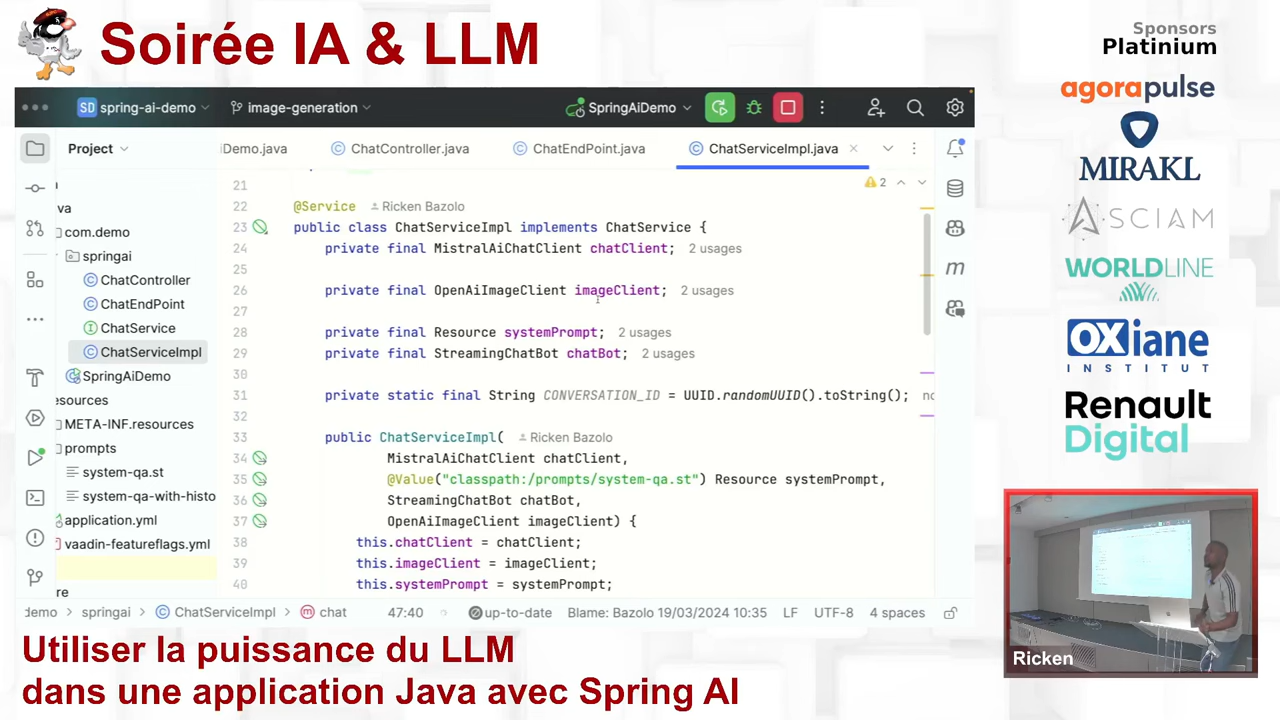 Soirée IA & LLM
Sponsors
Platinium
agorapulse
MIRAKL
ASCIAM
WORLDLINE
OXiane
INSTITUT
Renault
Digital
SD spring-ai-demo image-generation SpringAiDemo
Project
iDemo.java ChatController.java ChatEndPoint.java ChatServiceImpl.java
va
com.demo
springai
ChatController
ChatEndPoint
ChatService
ChatServiceImpl
SpringAiDemo
esources
META-INF.resources
prompts
system-qa.st
system-qa-with-histo
application.yml
vaadin-featureflags.yml
re
2
21
22 @Service Ricken Bazolo
23 public class ChatServiceImpl implements ChatService {
24 private final MistralAiChatClient chatClient; 2 usages
25
26 private final OpenAiImageClient imageClient; 2 usages
27
28 private final Resource systemPrompt; 2 usages
29 private final StreamingChatBot chatBot; 2 usages
30
31 private static final String CONVERSATION_ID = UUID.randomUUID().toString(); no
32
33 public ChatServiceImpl( Ricken Bazolo
34 MistralAiChatClient chatClient,
35 @Value("classpath:/prompts/system-qa.st") Resource systemPrompt,
36 StreamingChatBot chatBot,
37 OpenAiImageClient imageClient) {
38 this.chatClient = chatClient;
39 this.imageClient = imageClient;
40 this.systemPrompt = systemPrompt;
demo springai ChatServiceImpl chat 47:40 up-to-date Blame: Bazolo 19/03/2024 10:35 LF UTF-8 4 spaces
Ricken
Utiliser la puissance du LLM
dans une application Java avec Spring AI